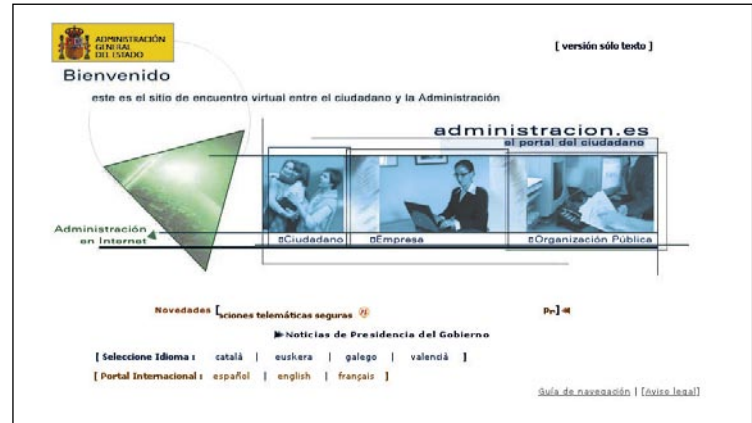 ADMINISTRACIÓN
GENERAL
DEL ESTADO
[ versión sólo texto ]
Bienvenido
este es el sitio de encuentro virtual entre el ciudadano y la Administración
administracion.es
el portal del ciudadano
Administración
en Internet
Ciudadano
Empresa
Organización Pública
Novedades [ciones telemáticas seguras Pr]
Noticias de Presidencia del Gobierno
[ Seleccione Idioma : català | euskera | galego | valencià ]
[ Portal Internacional : español | english | français ]
Guía de navegación | [Aviso legal]